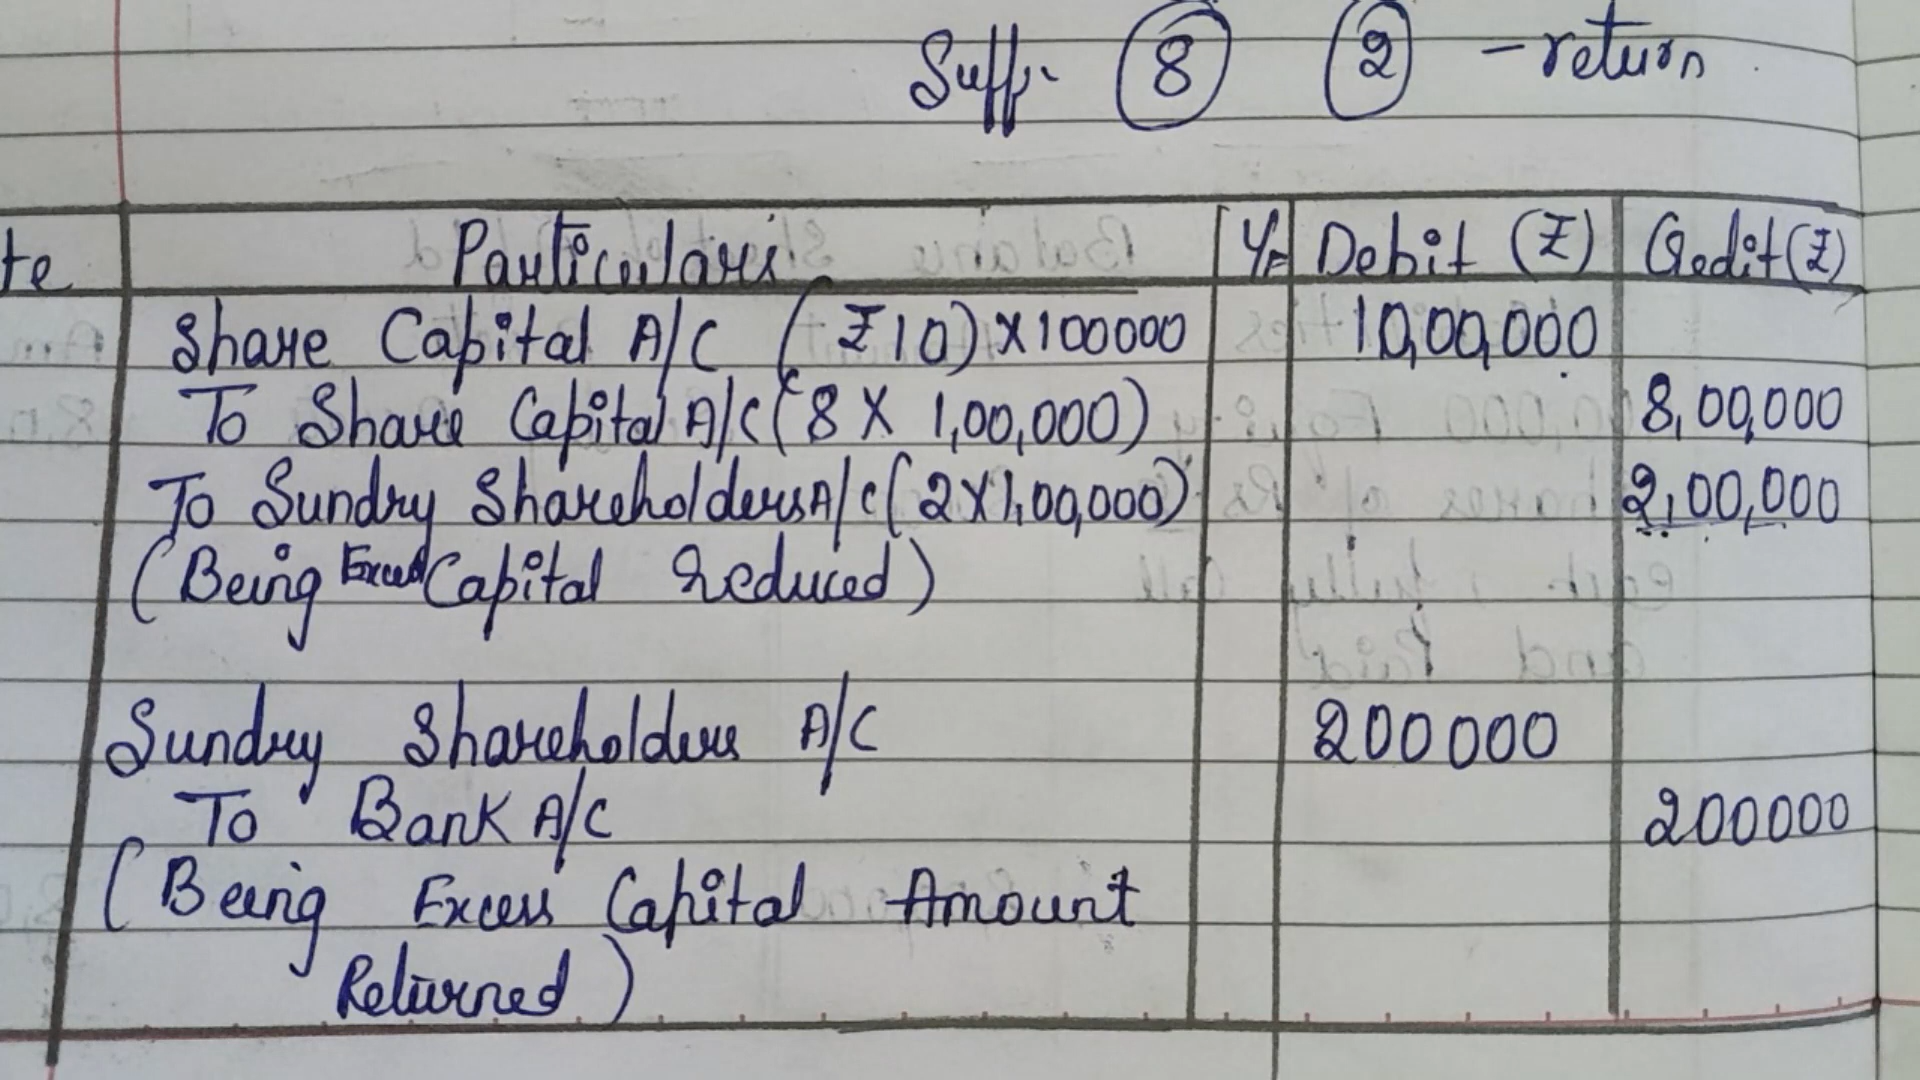 Suff. 8 2 - return
te Particulars L/F Debit (₹) Credit (₹)
Share Capital A/C (₹10) X 100000 10,00,000
To Share Capital A/C (8 X 1,00,000) 8,00,000
To Sundry Shareholders A/C (2X1,00,000) 2,00,000
(Being Excess Capital reduced)
Sundry Shareholders A/C 200000
To Bank A/C 200000
(Being Excess Capital Amount
Returned)